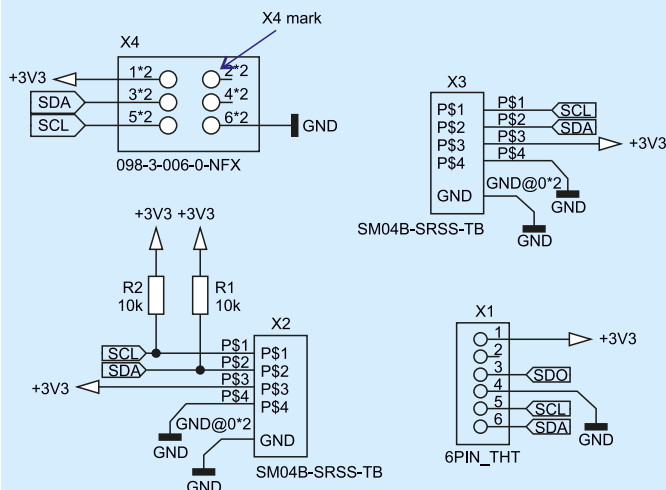 X4 mark
X4
+3V3
1*2
2*2
SDA
3*2
4*2
SCL
5*2
6*2
GND
098-3-006-0-NFX
X3
P$1
P$1
SCL
P$2
P$2
SDA
P$3
P$3
+3V3
P$4
P$4
GND
GND@0*2
GND
GND
SM04B-SRSS-TB
+3V3 +3V3
R2
10k
R1
10k
X2
SCL
P$1
P$1
SDA
P$2
P$2
+3V3
P$3
P$3
P$4
P$4
GND@0*2
GND
GND
GND
SM04B-SRSS-TB
X1
1
+3V3
2
3
SDO
4
5
SCL
6
SDA
GND
6PIN_THT